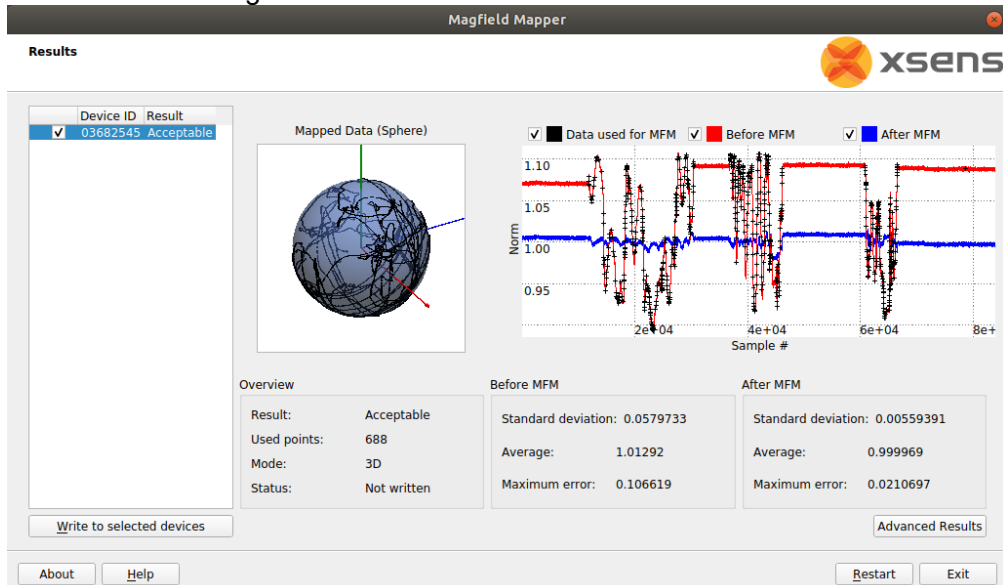 Magfield Mapper
Results
xsens
Device ID Result
03682545 Acceptable
Mapped Data (Sphere)
Data used for MFM Before MFM After MFM
1.10
1.05
1.00
0.95
Norm
2e+04 4e+04 6e+04 8e+
Sample #
Overview
Result: Acceptable
Used points: 688
Mode: 3D
Status: Not written
Before MFM
Standard deviation: 0.0579733
Average: 1.01292
Maximum error: 0.106619
After MFM
Standard deviation: 0.00559391
Average: 0.999969
Maximum error: 0.0210697
Write to selected devices
Advanced Results
About Help Restart Exit